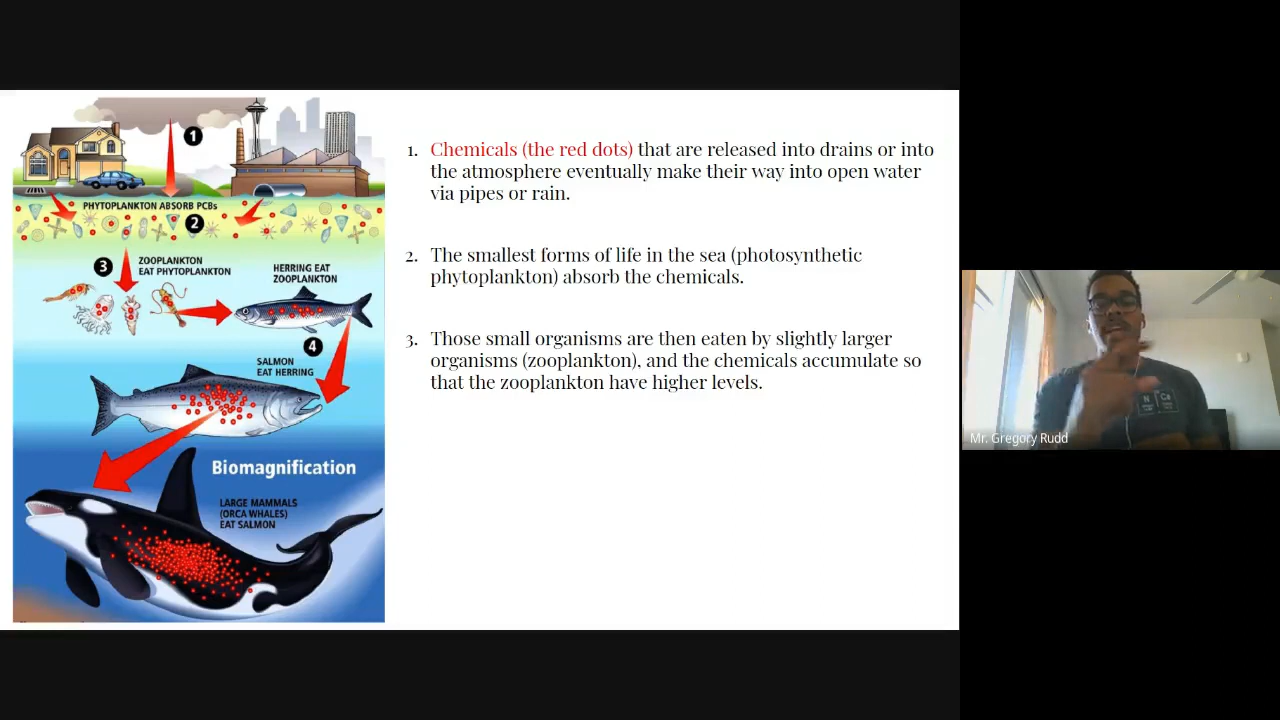 1
PHYTOPLANKTON ABSORB PCBs
2
3
ZOOPLANKTON
EAT PHYTOPLANKTON
HERRING EAT
ZOOPLANKTON
4
SALMON
EAT HERRING
Biomagnification
LARGE MAMMALS
(ORCA WHALES)
EAT SALMON
1. Chemicals (the red dots) that are released into drains or into
the atmosphere eventually make their way into open water
via pipes or rain.
2. The smallest forms of life in the sea (photosynthetic
phytoplankton) absorb the chemicals.
3. Those small organisms are then eaten by slightly larger
organisms (zooplankton), and the chemicals accumulate so
that the zooplankton have higher levels.
N Ce
Mr. Gregory Rudd